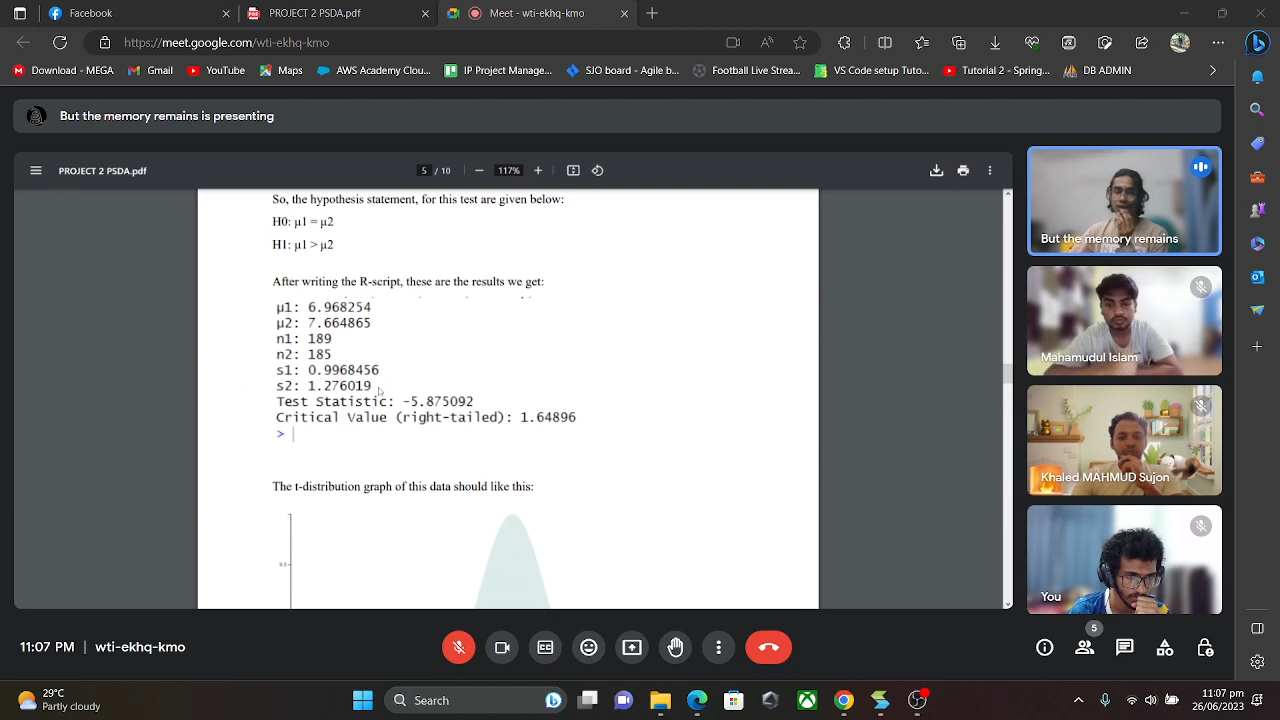 Facebook
PROJECT 2 PSDA.pdf
Meet - wti-ekhq-kmo
https://meet.google.com/wti-ekhq-kmo
Download - MEGA
Gmail
YouTube
Maps
AWS Academy Clou...
IP Project Manage...
SJO board - Agile b...
Football Live Strea...
VS Code setup Tuto...
Tutorial 2 - Spring...
DB ADMIN
But the memory remains is presenting
PROJECT 2 PSDA.pdf
5 / 10
117%
So, the hypothesis statement, for this test are given below:
H0: µ1 = µ2
H1: µ1 > µ2
After writing the R-script, these are the results we get:
µ1: 6.968254
µ2: 7.664865
n1: 189
n2: 185
s1: 0.9968456
s2: 1.276019
Test Statistic: -5.875092
Critical Value (right-tailed): 1.64896
>
The t-distribution graph of this data should like this:
But the memory remains
Mahamudul Islam
Khaled MAHMUD Sujon
You
11:07 PM | wti-ekhq-kmo
5
29°C
Partly cloudy
Search
11:07 pm
26/06/2023